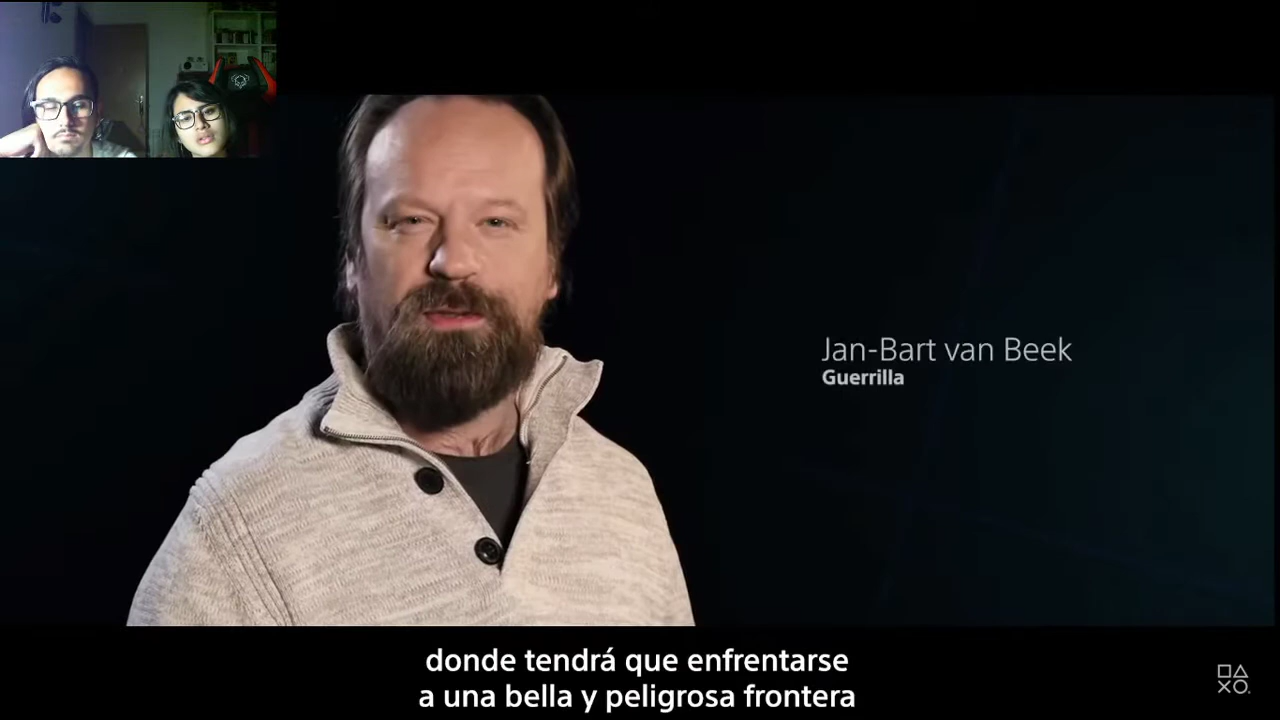 Jan-Bart van Beek
Guerrilla
donde tendrá que enfrentarse
a una bella y peligrosa frontera